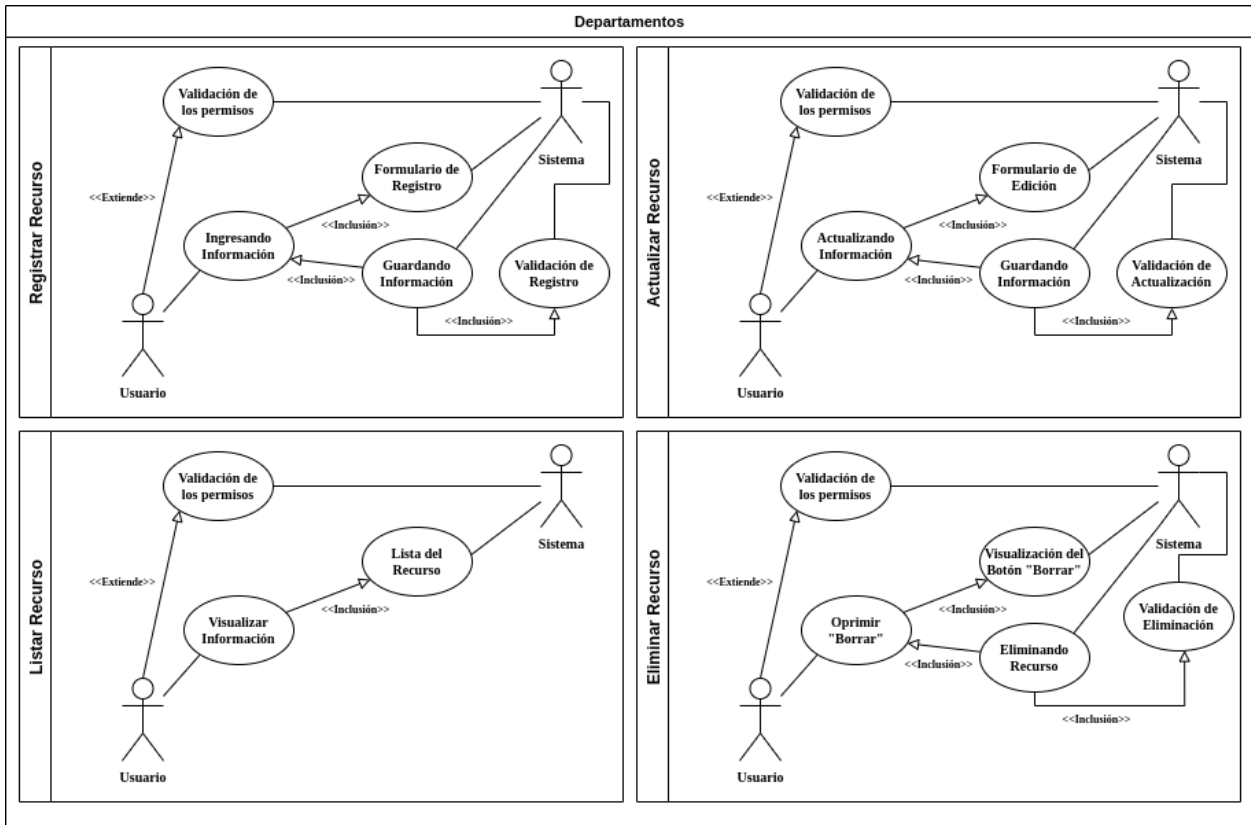 Departamentos
Registrar Recurso
Validación de
los permisos
Sistema
Formulario de
Registro
<<Extiende>>
<<Inclusión>>
Ingresando
Información
Guardando
Información
Validación de
Registro
<<Inclusión>>
<<Inclusión>>
Usuario
Actualizar Recurso
Validación de
los permisos
Sistema
Formulario de
Edición
<<Extiende>>
<<Inclusión>>
Actualizando
Información
Guardando
Información
Validación de
Actualización
<<Inclusión>>
<<Inclusión>>
Usuario
Listar Recurso
Validación de
los permisos
Sistema
Lista del
Recurso
<<Extiende>>
<<Inclusión>>
Visualizar
Información
Usuario
Eliminar Recurso
Validación de
los permisos
Sistema
Visualización del
Botón "Borrar"
<<Extiende>>
<<Inclusión>>
Validación de
Eliminación
Oprimir
"Borrar"
Eliminando
Recurso
<<Inclusión>>
<<Inclusión>>
Usuario